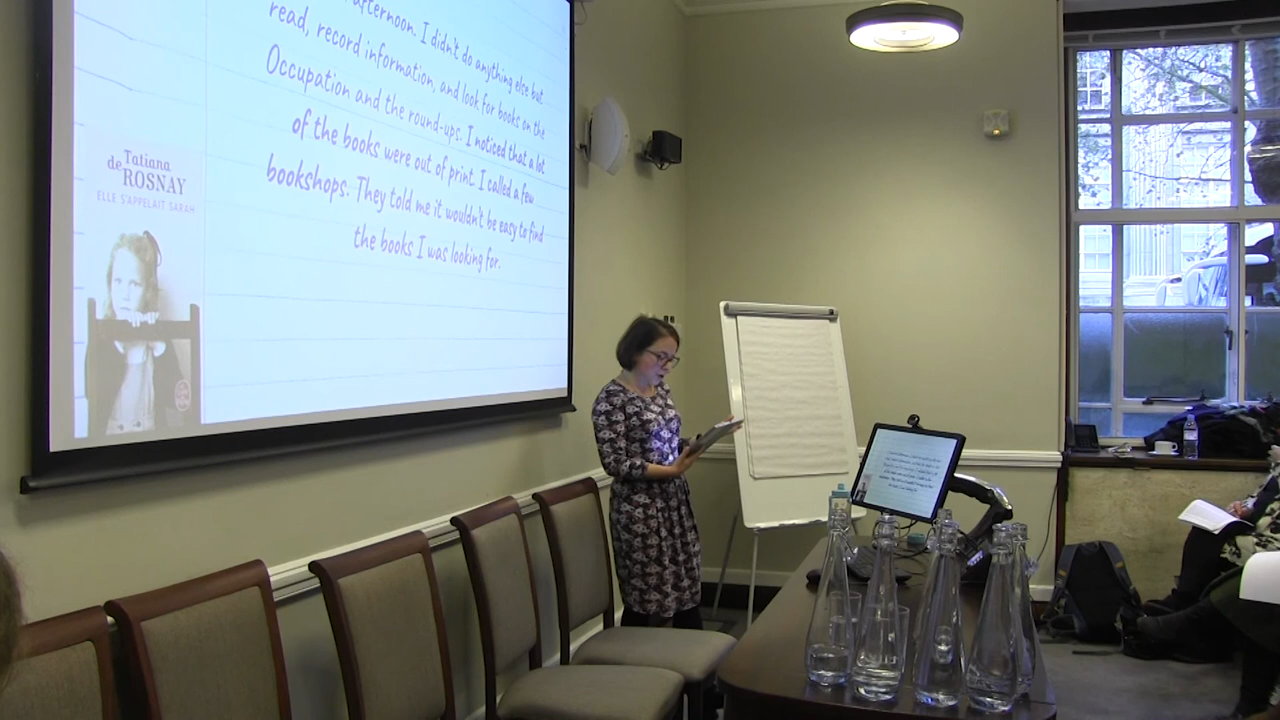 afternoon. I didn't do anything else but
read, record information, and look for books on the
Occupation and the round-ups. I noticed that a lot
of the books were out of print. I called a few
bookshops. They told me it wouldn't be easy to find
the books I was looking for.
Tatiana
de ROSNAY
ELLE S'APPELAIT SARAH